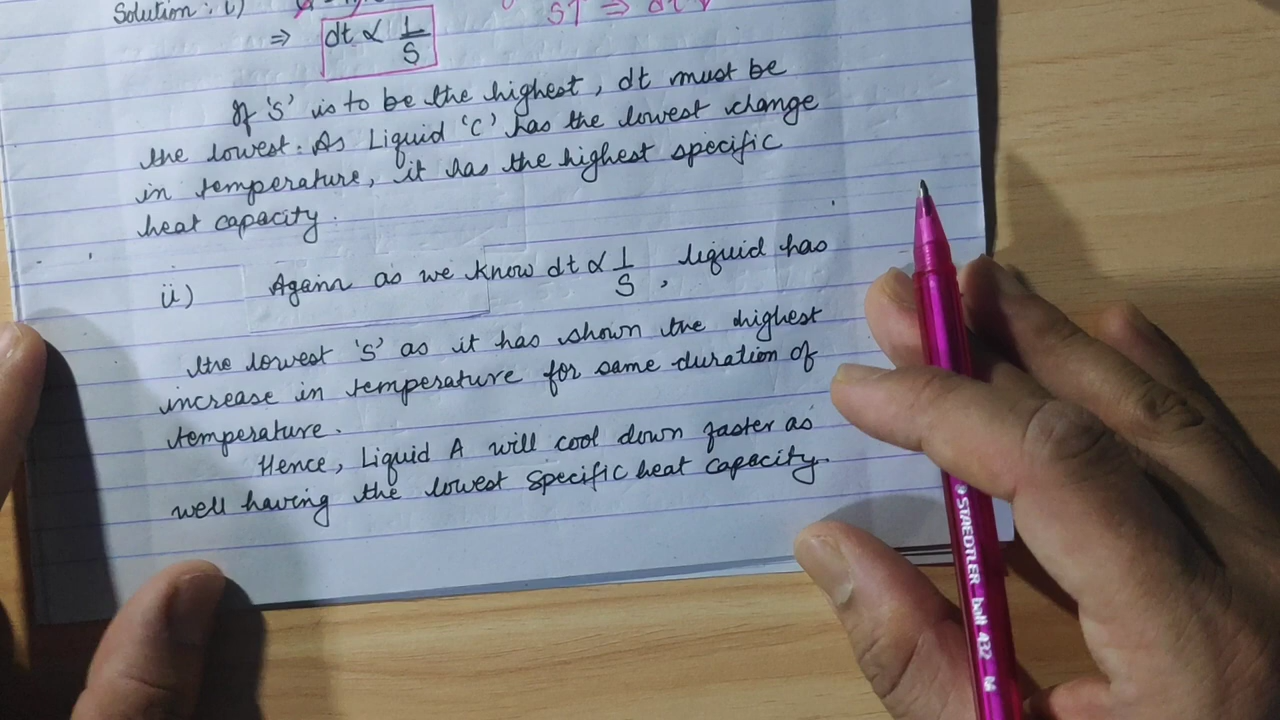 Solution: i)
S↑ ⇒ dt↓
⇒ dt ∝ 1/S
If 'S' is to be the highest, dt must be
the lowest. As Liquid 'C' has the lowest change
in temperature, it has the highest specific
heat capacity.
ii) Again as we know dt ∝ 1/S, liquid has
the lowest 'S' as it has shown the highest
increase in temperature for same duration of
temperature.
Hence, Liquid A will cool down faster as
well having the lowest specific heat capacity.
STAEDTLER ball 432 M